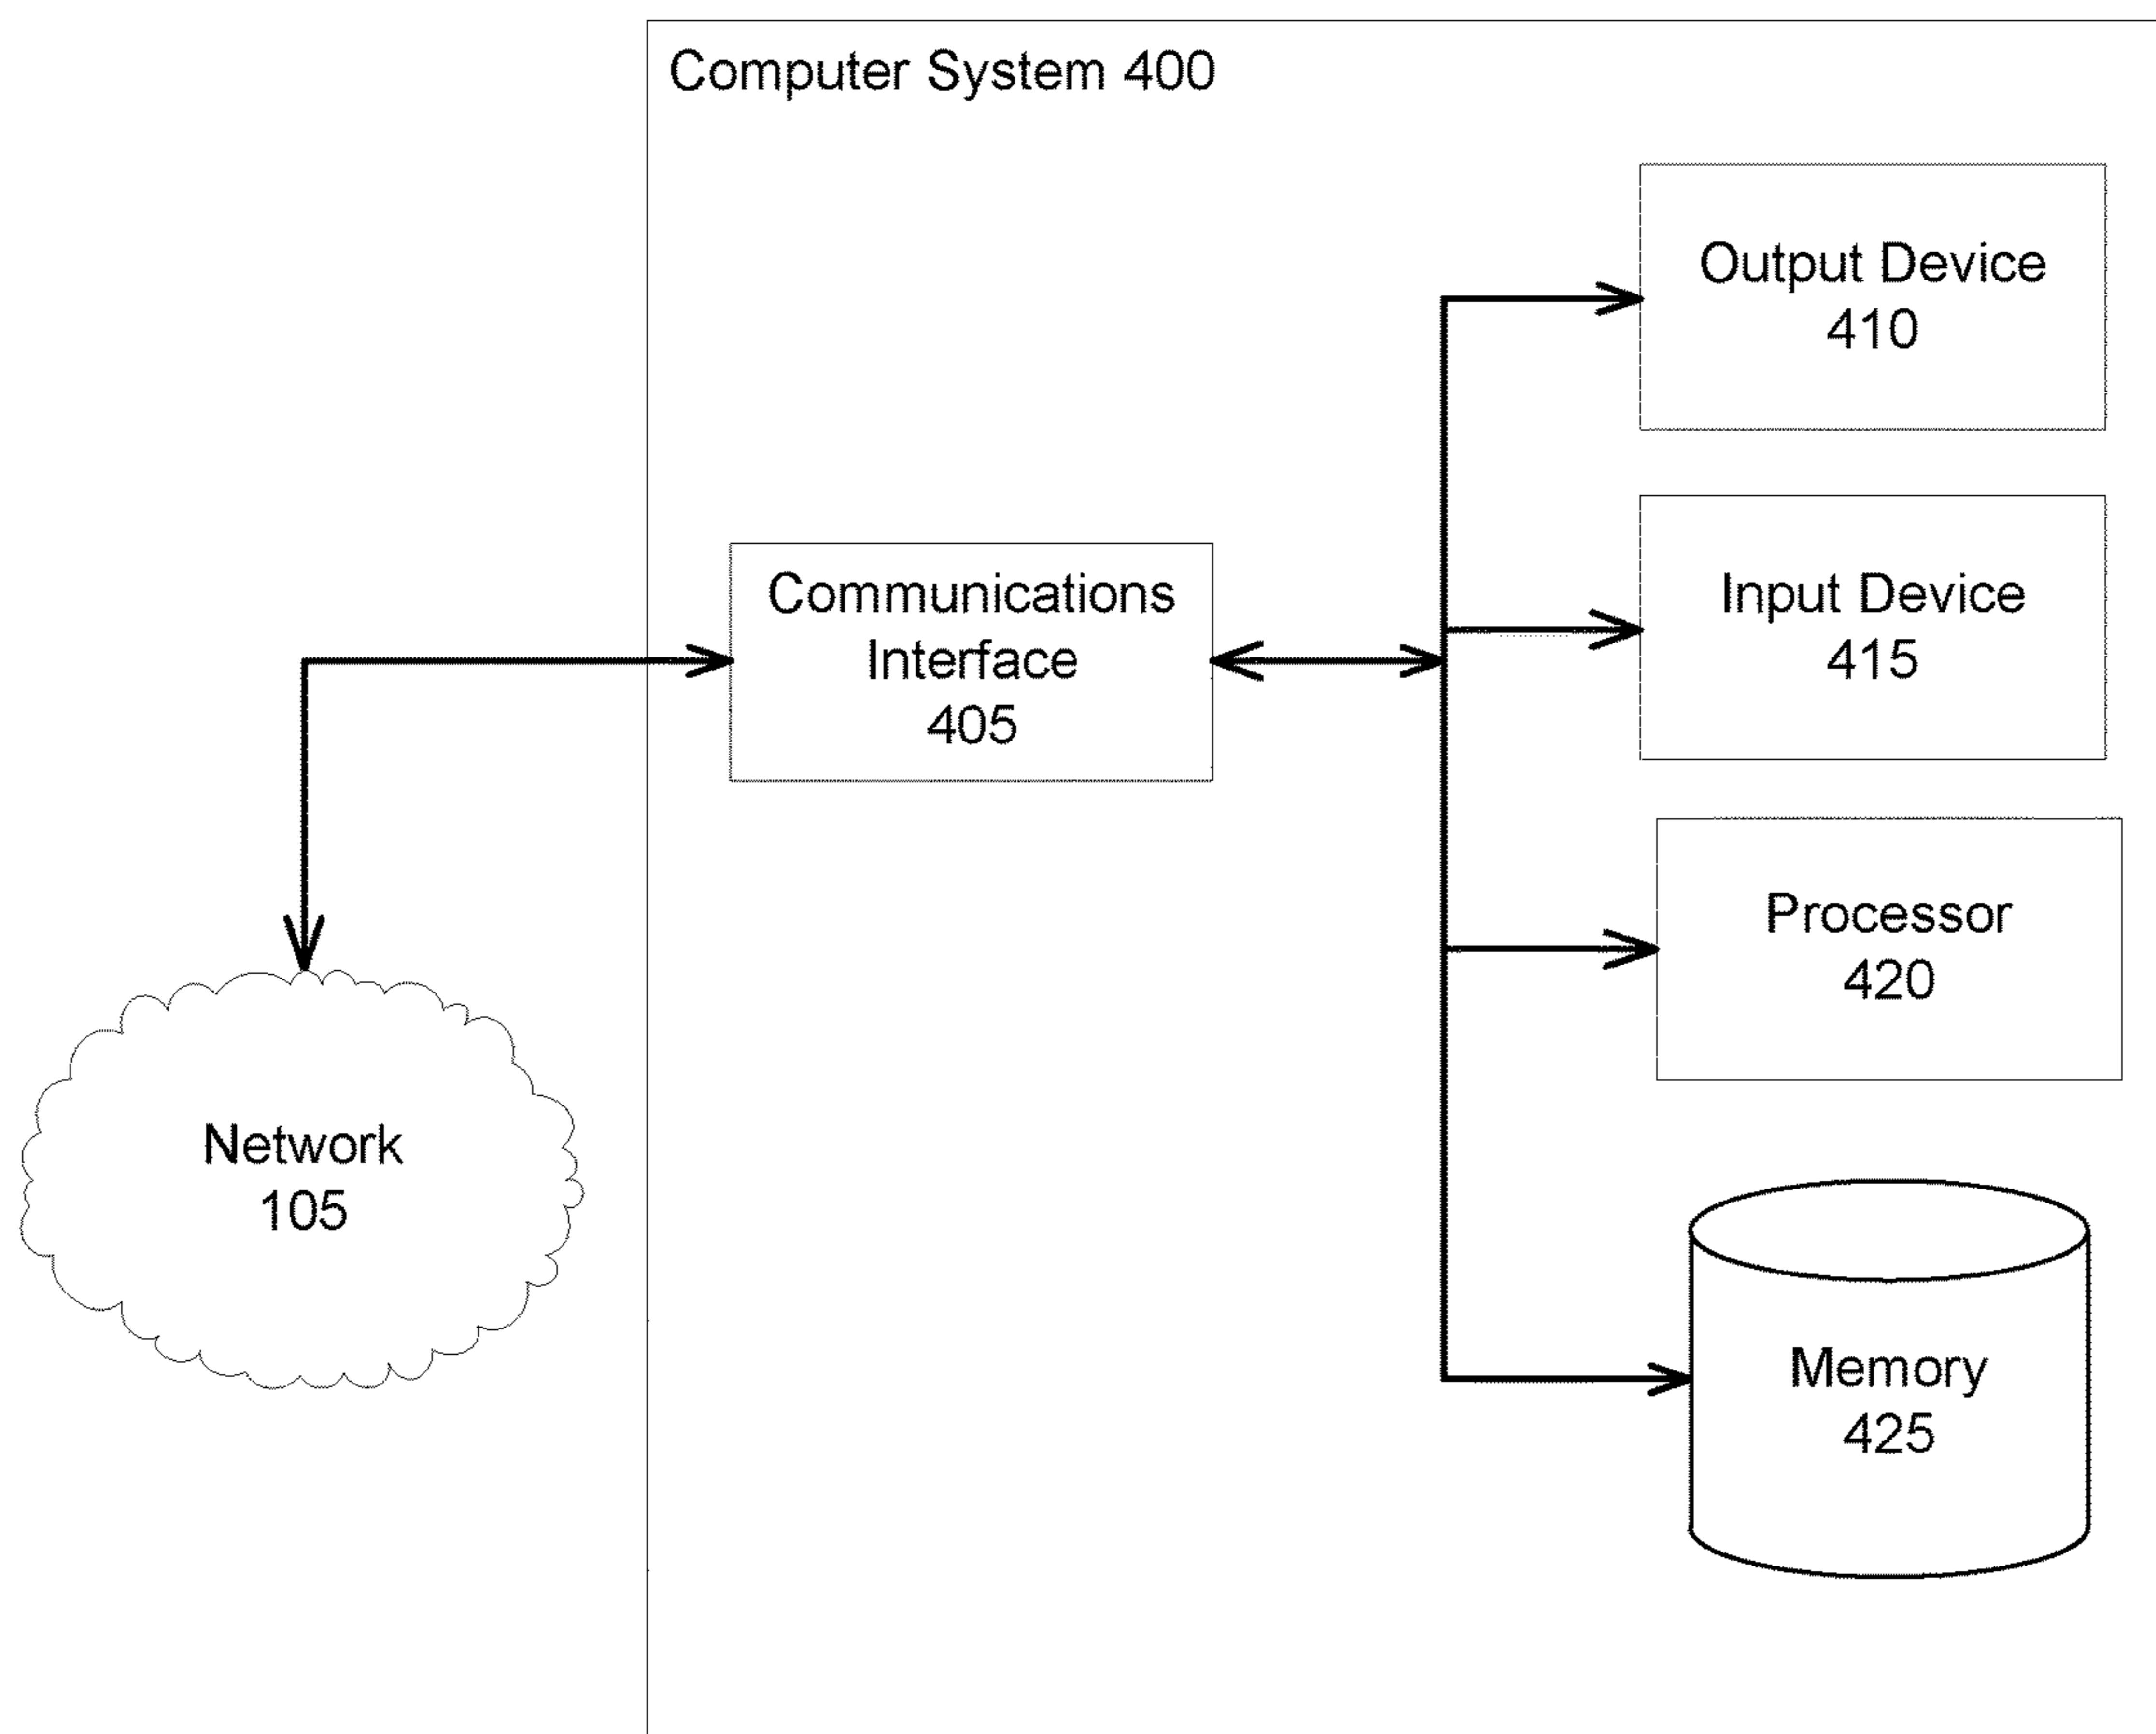 Computer System 400
Output Device
410
Communications
Interface
405
Input Device
415
Processor
420
Network
105
Memory
425